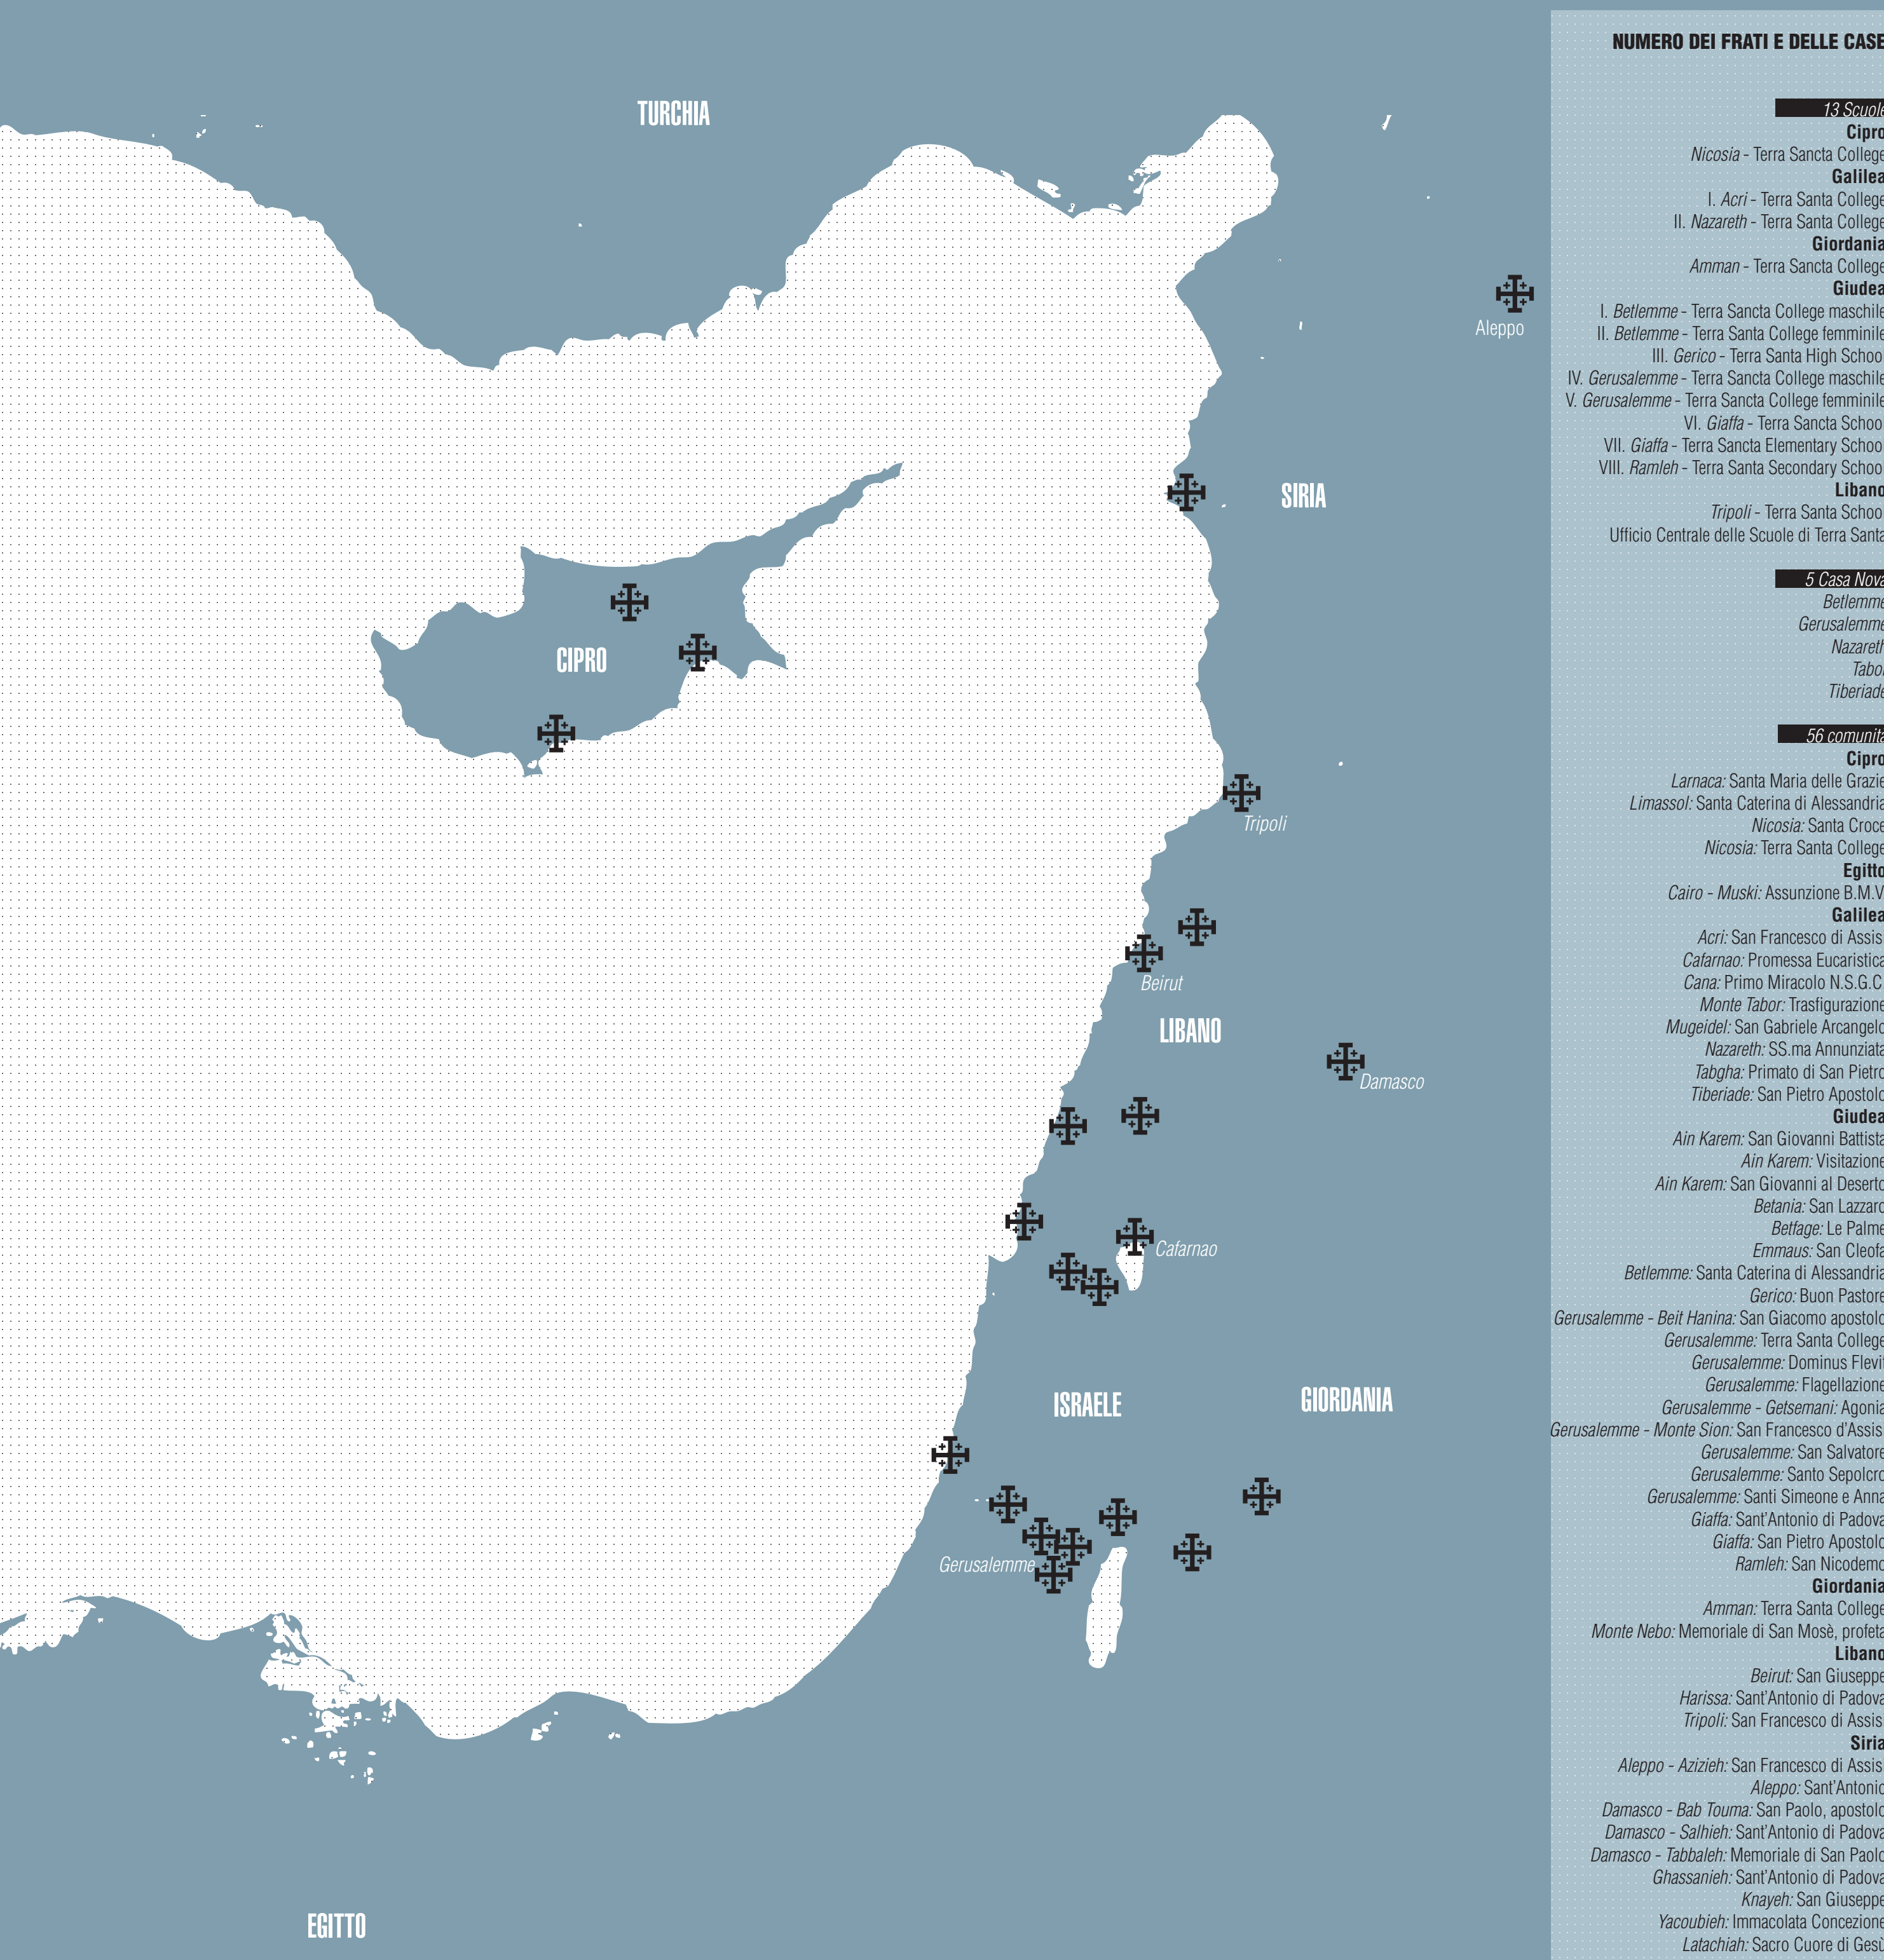 TURCHIA
Aleppo
SIRIA
CIPRO
Tripoli
Beirut
LIBANO
Damasco
Cafarnao
ISRAELE
GIORDANIA
Gerusalemme
EGITTO
NUMERO DEI FRATI E DELLE CASE
13 Scuole
Cipro
Nicosia - Terra Sancta College
Galilea
I. Acri - Terra Santa College
II. Nazareth - Terra Santa College
Giordania
Amman - Terra Sancta College
Giudea
I. Betlemme - Terra Sancta College maschile
II. Betlemme - Terra Santa College femminile
III. Gerico - Terra Santa High Schoo
IV. Gerusalemme - Terra Sancta College maschile
V. Gerusalemme - Terra Sancta College femminile
VI. Giaffa - Terra Sancta Schoo
VII. Giaffa - Terra Sancta Elementary Schoo
VIII. Ramleh - Terra Santa Secondary Schoo
Libano
Tripoli - Terra Santa Schoo
Ufficio Centrale delle Scuole di Terra Santa
5 Casa Nova
Betlemme
Gerusalemme
Nazareth
Tabor
Tiberiade
56 comunità
Cipro
Larnaca: Santa Maria delle Grazie
Limassol: Santa Caterina di Alessandria
Nicosia: Santa Croce
Nicosia: Terra Santa College
Egitto
Cairo - Muski: Assunzione B.M.V
Galilea
Acri: San Francesco di Assis
Cafarnao: Promessa Eucaristica
Cana: Primo Miracolo N.S.G.C
Monte Tabor: Trasfigurazione
Mugeidel: San Gabriele Arcangelo
Nazareth: SS.ma Annunziata
Tabgha: Primato di San Pietro
Tiberiade: San Pietro Apostolo
Giudea
Ain Karem: San Giovanni Battista
Ain Karem: Visitazione
Ain Karem: San Giovanni al Deserto
Betania: San Lazzaro
Betfage: Le Palme
Emmaus: San Cleofa
Betlemme: Santa Caterina di Alessandria
Gerico: Buon Pastore
Gerusalemme - Beit Hanina: San Giacomo apostolo
Gerusalemme: Terra Santa College
Gerusalemme: Dominus Flevit
Gerusalemme: Flagellazione
Gerusalemme - Getsemani: Agonia
Gerusalemme - Monte Sion: San Francesco d'Assis
Gerusalemme: San Salvatore
Gerusalemme: Santo Sepolcro
Gerusalemme: Santi Simeone e Anna
Giaffa: Sant'Antonio di Padova
Giaffa: San Pietro Apostolo
Ramleh: San Nicodemo
Giordania
Amman: Terra Santa College
Monte Nebo: Memoriale di San Mosè, profeta
Libano
Beirut: San Giuseppe
Harissa: Sant'Antonio di Padova
Tripoli: San Francesco di Assis
Siria
Aleppo - Azizieh: San Francesco di Assis
Aleppo: Sant'Antonio
Damasco - Bab Touma: San Paolo, apostolo
Damasco - Salhieh: Sant'Antonio di Padova
Damasco - Tabbaleh: Memoriale di San Paolo
Ghassanieh: Sant'Antonio di Padova
Knayeh: San Giuseppe
Yacoubieh: Immacolata Concezione
Latachiah: Sacro Cuore di Gesù